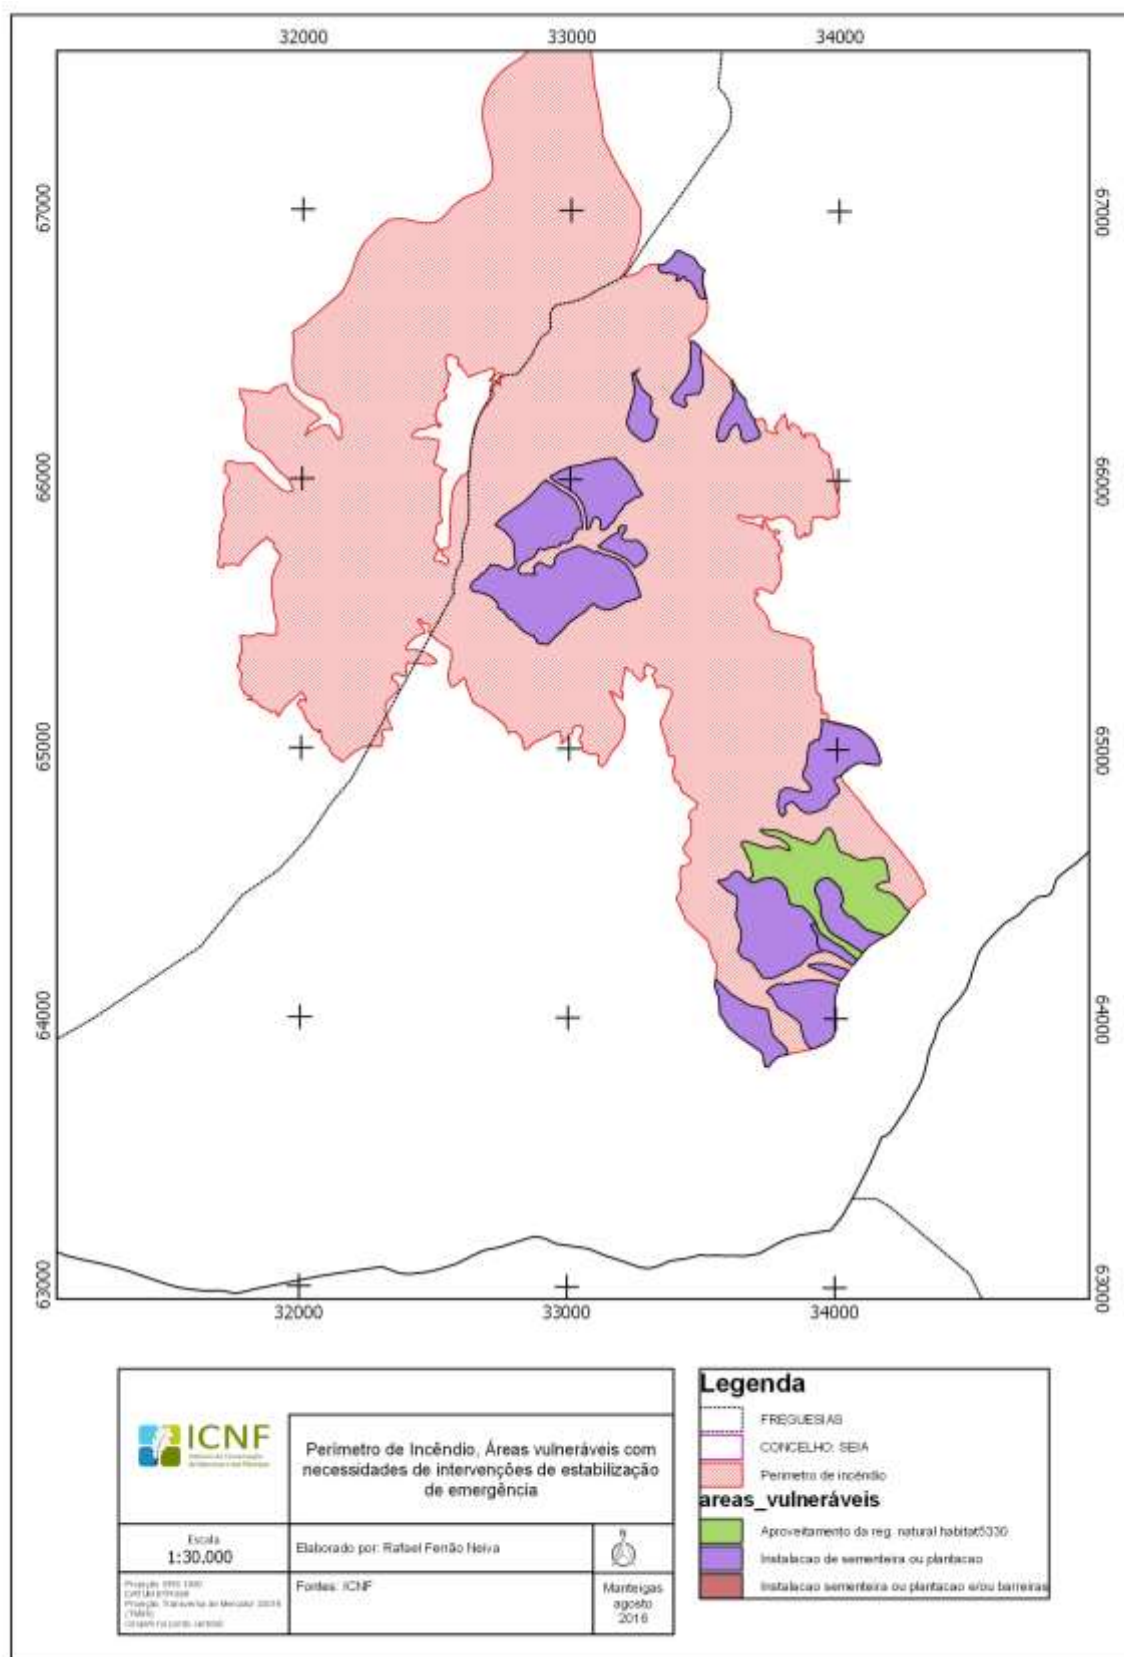 32000 33000 34000
67000 67000
66000 66000
65000 65000
64000 64000
63000 63000
32000 33000 34000
ICNF
Perímetro de Incêndio, Áreas vulneráveis com
necessidades de intervenções de estabilização
de emergência
Escala
1:30.000
Elaborado por: Rafael Ferrão Neiva
N
Fontes: ICNF
Manteigas
agosto
2016
Legenda
FREGUESIAS
CONCELHO: SEIA
Perimetro de incêndio
areas_vulneráveis
Aproveitamento da reg. natural habitat5330
Instalacao de sementeira ou plantacao
Instalacao sementeira ou plantacao e/ou barreiras